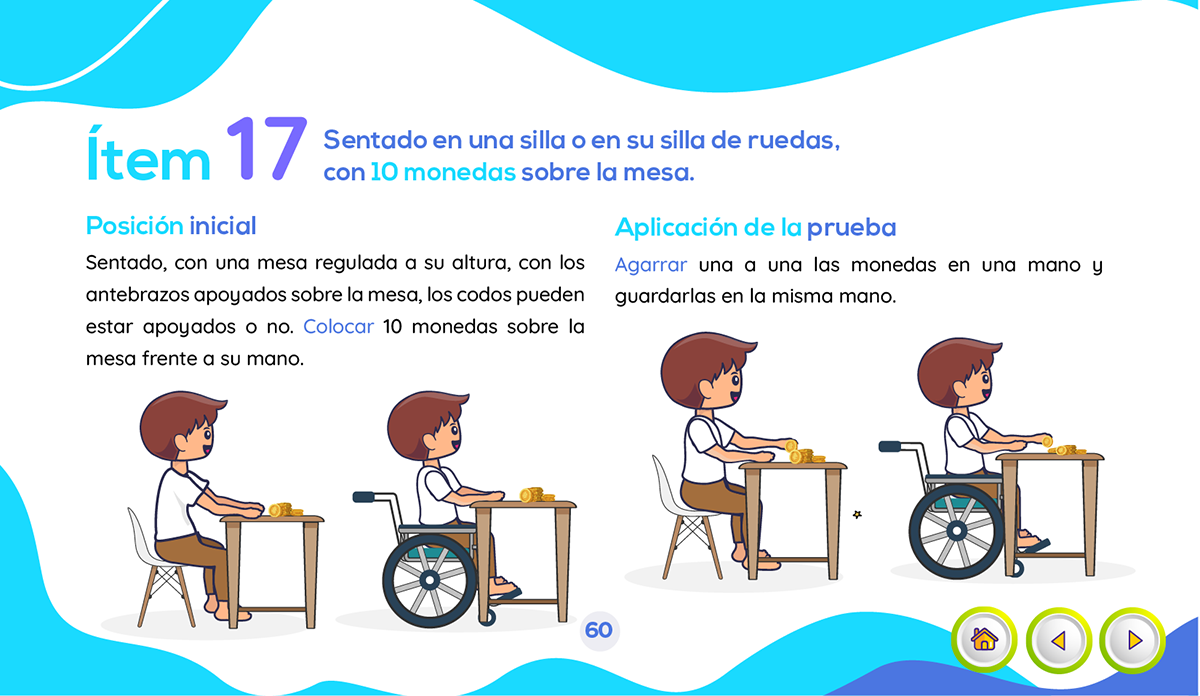 Ítem 17
Sentado en una silla o en su silla de ruedas,
con 10 monedas sobre la mesa.
Posición inicial
Sentado, con una mesa regulada a su altura, con los
antebrazos apoyados sobre la mesa, los codos pueden
estar apoyados o no. Colocar 10 monedas sobre la
mesa frente a su mano.
Aplicación de la prueba
Agarrar una a una las monedas en una mano y
guardarlas en la misma mano.
60